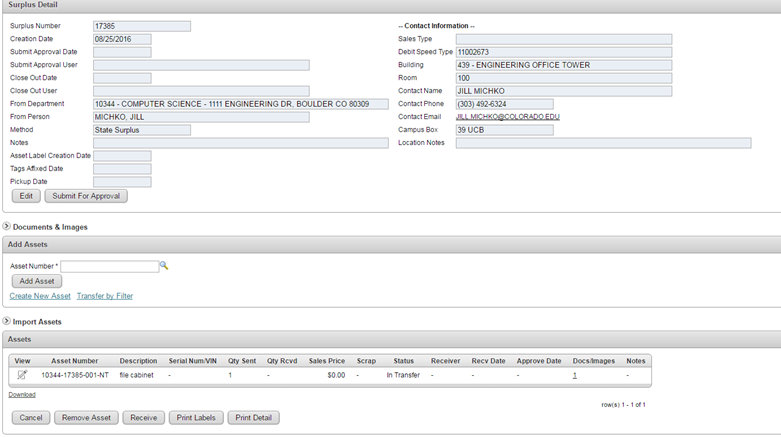 Surplus Detail
Surplus Number 17385
-- Contact Information --
Creation Date 08/25/2016
Sales Type
Submit Approval Date
Debit Speed Type 11002673
Submit Approval User
Building 439 - ENGINEERING OFFICE TOWER
Close Out Date
Room 100
Close Out User
Contact Name JILL MICHKO
From Department 10344 - COMPUTER SCIENCE - 1111 ENGINEERING DR, BOULDER CO 80309
Contact Phone (303) 492-6324
From Person MICHKO, JILL
Contact Email JILL.MICHKO@COLORADO.EDU
Method State Surplus
Campus Box 39 UCB
Notes
Location Notes
Asset Label Creation Date
Tags Affixed Date
Pickup Date
Edit Submit For Approval
Documents & Images
Add Assets
Asset Number *
Add Asset
Create New Asset Transfer by Filter
Import Assets
Assets
View Asset Number Description Serial Num/VIN Qty Sent Qty Rcvd Sales Price Scrap Status Receiver Recv Date Approve Date Docs/Images Notes
10344-17385-001-NT file cabinet - 1 - $0.00 - In Transfer - - - 1 -
Download
row(s) 1 - 1 of 1
Cancel Remove Asset Receive Print Labels Print Detail